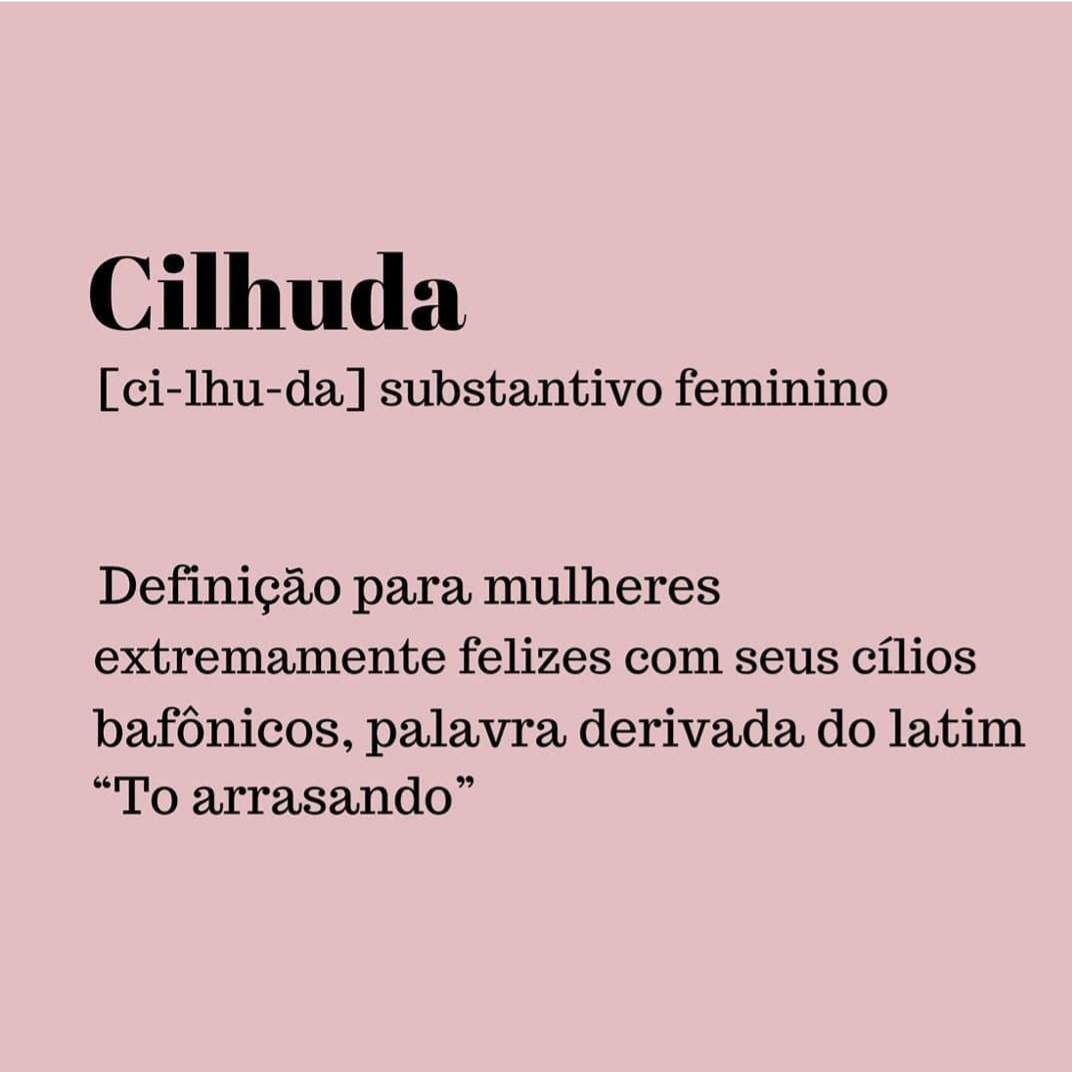 Cilhuda
[ci-lhu-da] substantivo feminino
Definição para mulheres
extremamente felizes com seus cílios
bafônicos, palavra derivada do latim
“To arrasando”